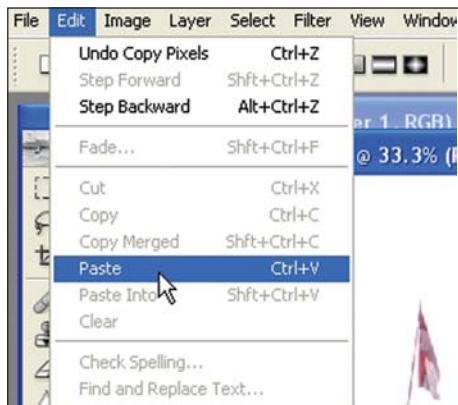 File Edit Image Layer Select Filter View Window
Undo Copy Pixels Ctrl+Z
Step Forward Shft+Ctrl+Z
Step Backward Alt+Ctrl+Z
Fade... Shft+Ctrl+F
Cut Ctrl+X
Copy Ctrl+C
Copy Merged Shft+Ctrl+C
Paste Ctrl+V
Paste Into Shft+Ctrl+V
Clear
Check Spelling...
Find and Replace Text...
er 1, RGB)
@ 33.3% (